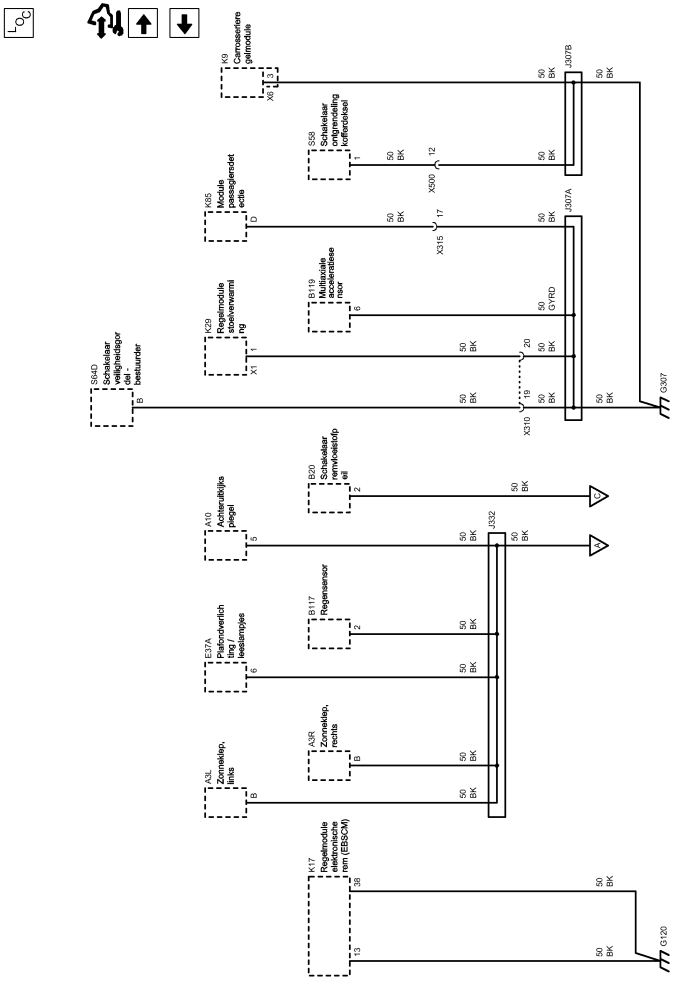 LOC
K9
Carrosseriere
gelmodule
3
X6
50
BK
J307B
50
BK
S58
Schakelaar
ontgrendeling
kofferdeksel
1
50
BK
12
X500
50
BK
K85
Module
passagiersdet
ectie
D
50
BK
17
X315
50
BK
J307A
B119
Multiaxiale
acceleratiese
nsor
6
50
GYRD
K29
Regelmodule
stoelverwarmi
ng
1
X1
50
BK
20
50
BK
S64D
Schakelaar
veiligheidsgor
del -
bestuurder
B
50
BK
19
X310
50
BK
50
BK
G307
B20
Schakelaar
remvloeistofp
eil
2
50
BK
C
A10
Achteruitkijks
piegel
5
50
BK
J332
50
BK
A
B117
Regensensor
2
50
BK
E37A
Plafondverlich
ting /
leeslampjes
6
50
BK
A3R
Zonneklep,
rechts
B
50
BK
A3L
Zonneklep,
links
B
50
BK
K17
Regelmodule
elektronische
rem (EBSCM)
38
50
BK
13
50
BK
G120